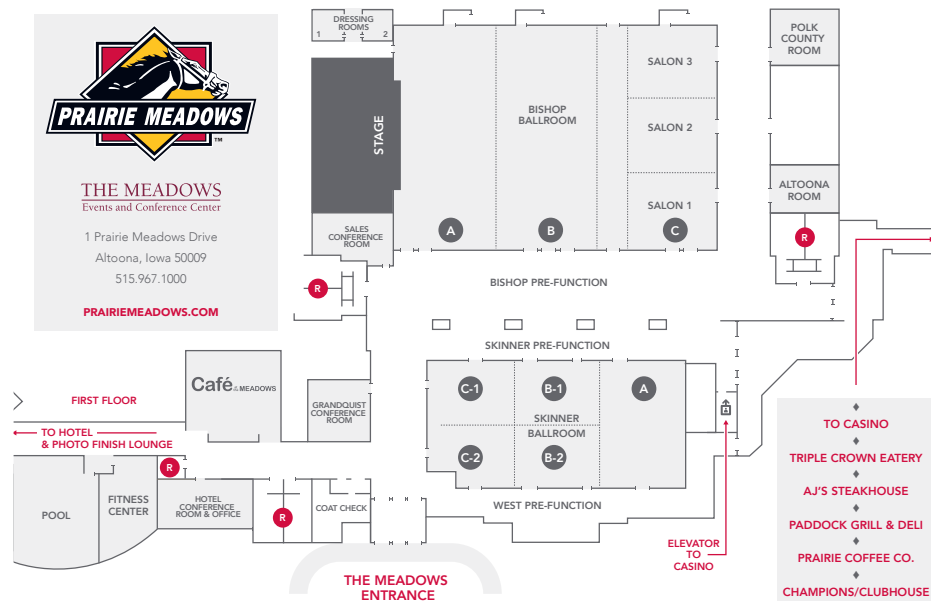 PRAIRIE MEADOWS
TM
THE MEADOWS
Events and Conference Center
1 Prairie Meadows Drive
Altoona, Iowa 50009
515.967.1000
PRAIRIEMEADOWS.COM
DRESSING
ROOMS
1
2
STAGE
SALES
CONFERENCE
ROOM
BISHOP
BALLROOM
SALON 3
SALON 2
SALON 1
A
B
C
POLK
COUNTY
ROOM
ALTOONA
ROOM
R
R
BISHOP PRE-FUNCTION
SKINNER PRE-FUNCTION
Café
MEADOWS
GRANDQUIST
CONFERENCE
ROOM
C-1
B-1
A
SKINNER
BALLROOM
C-2
B-2
FIRST FLOOR
TO HOTEL
& PHOTO FINISH LOUNGE
R
POOL
FITNESS
CENTER
HOTEL
CONFERENCE
ROOM & OFFICE
R
COAT CHECK
WEST PRE-FUNCTION
ELEVATOR
TO
CASINO
THE MEADOWS
ENTRANCE
TO CASINO
TRIPLE CROWN EATERY
AJ'S STEAKHOUSE
PADDOCK GRILL & DELI
PRAIRIE COFFEE CO.
CHAMPIONS/CLUBHOUSE